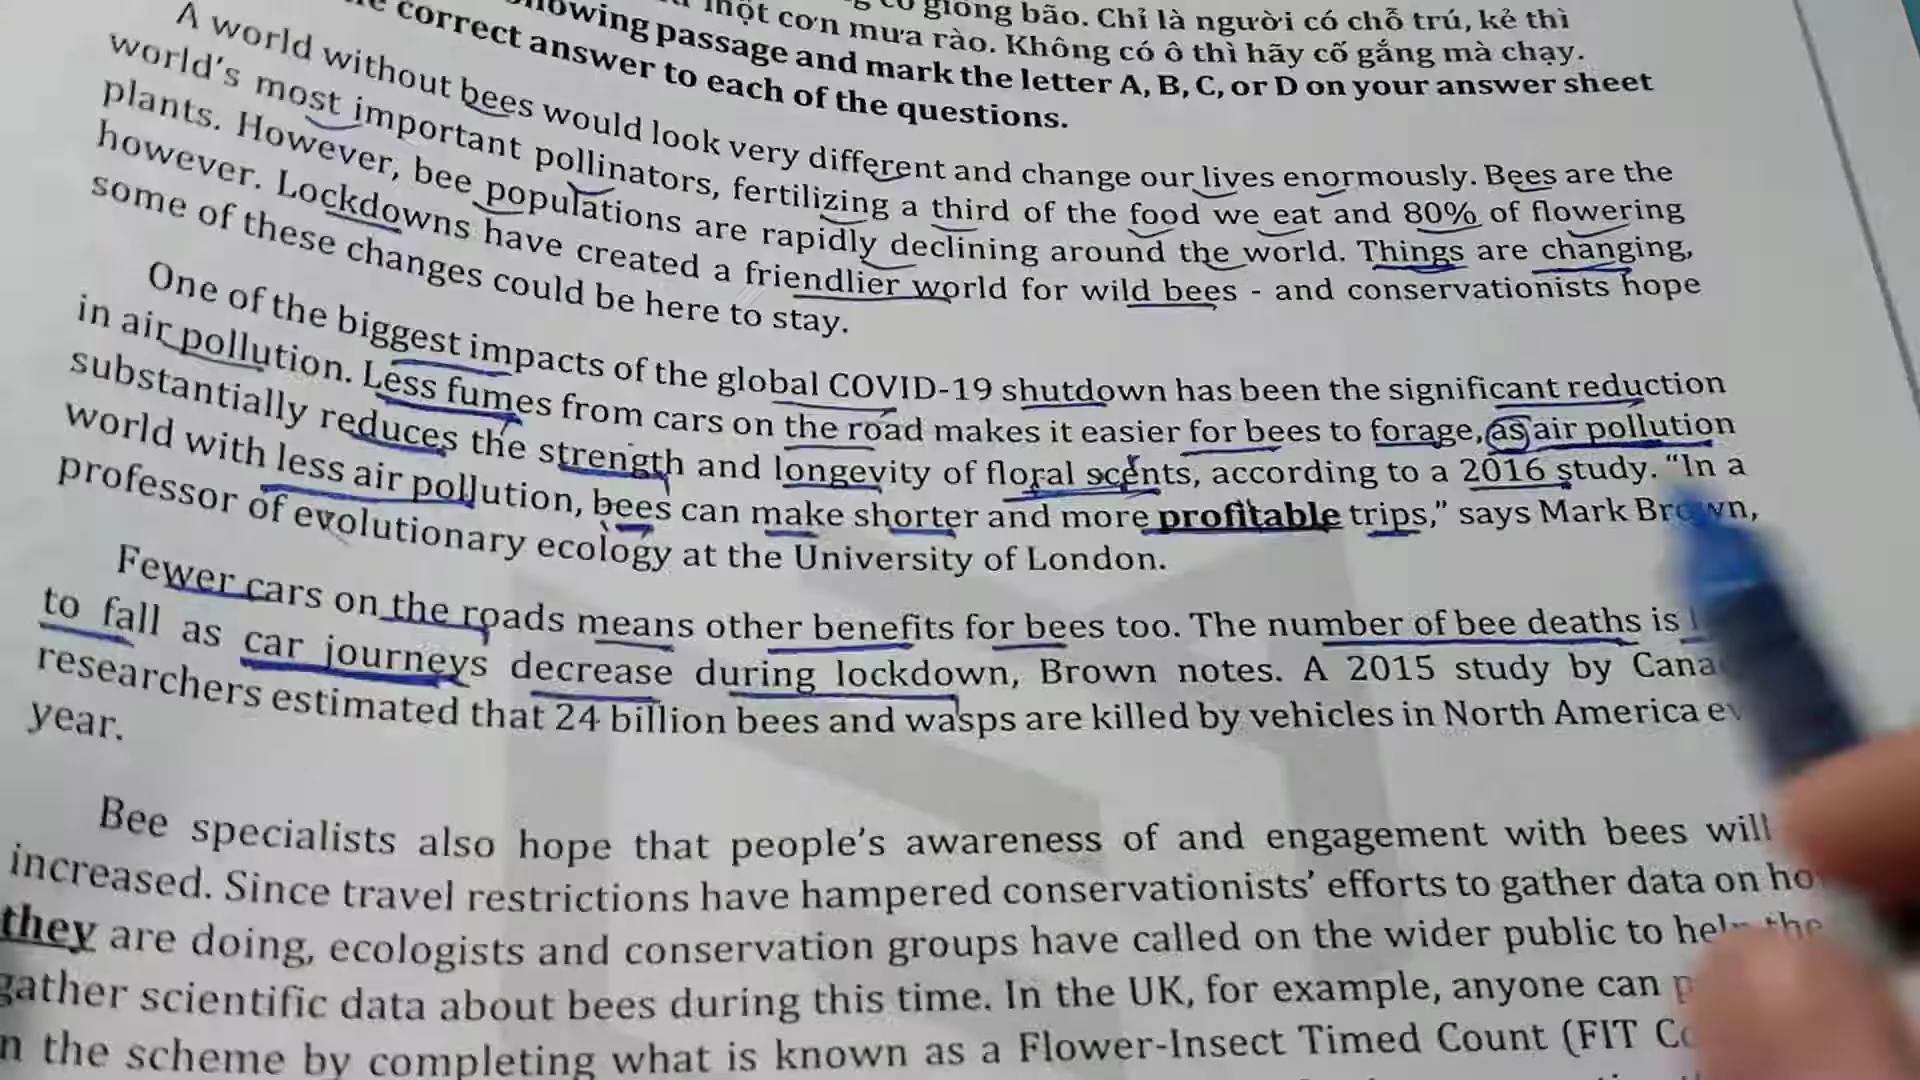 giông bão. Chỉ là người có chỗ trú, kẻ thì
một cơn mưa rào. Không có ô thì hãy cố gắng mà chạy.
passage and mark the letter A, B, C, or D on your answer sheet
correct answer to each of the questions.
A world without bees would look very different and change our lives enormously. Bees are the
world's most important pollinators, fertilizing a third of the food we eat and 80% of flowering
plants. However, bee populations are rapidly declining around the world. Things are changing,
however. Lockdowns have created a friendlier world for wild bees - and conservationists hope
some of these changes could be here to stay.
One of the biggest impacts of the global COVID-19 shutdown has been the significant reduction
in air pollution. Less fumes from cars on the road makes it easier for bees to forage, as air pollution
substantially reduces the strength and longevity of floral scents, according to a 2016 study. “In a
world with less air pollution, bees can make shorter and more profitable trips,” says Mark Brown,
professor of evolutionary ecology at the University of London.
Fewer cars on the roads means other benefits for bees too. The number of bee deaths is
to fall as car journeys decrease during lockdown, Brown notes. A 2015 study by
researchers estimated that 24 billion bees and wasps are killed by vehicles in North America
year.
Bee specialists also hope that people's awareness of and engagement with bees will
increased. Since travel restrictions have hampered conservationists' efforts to gather data on
they are doing, ecologists and conservation groups have called on the wider public to help
gather scientific data about bees during this time. In the UK, for example, anyone can
the scheme by completing what is known as a Flower-Insect Timed Count (FIT